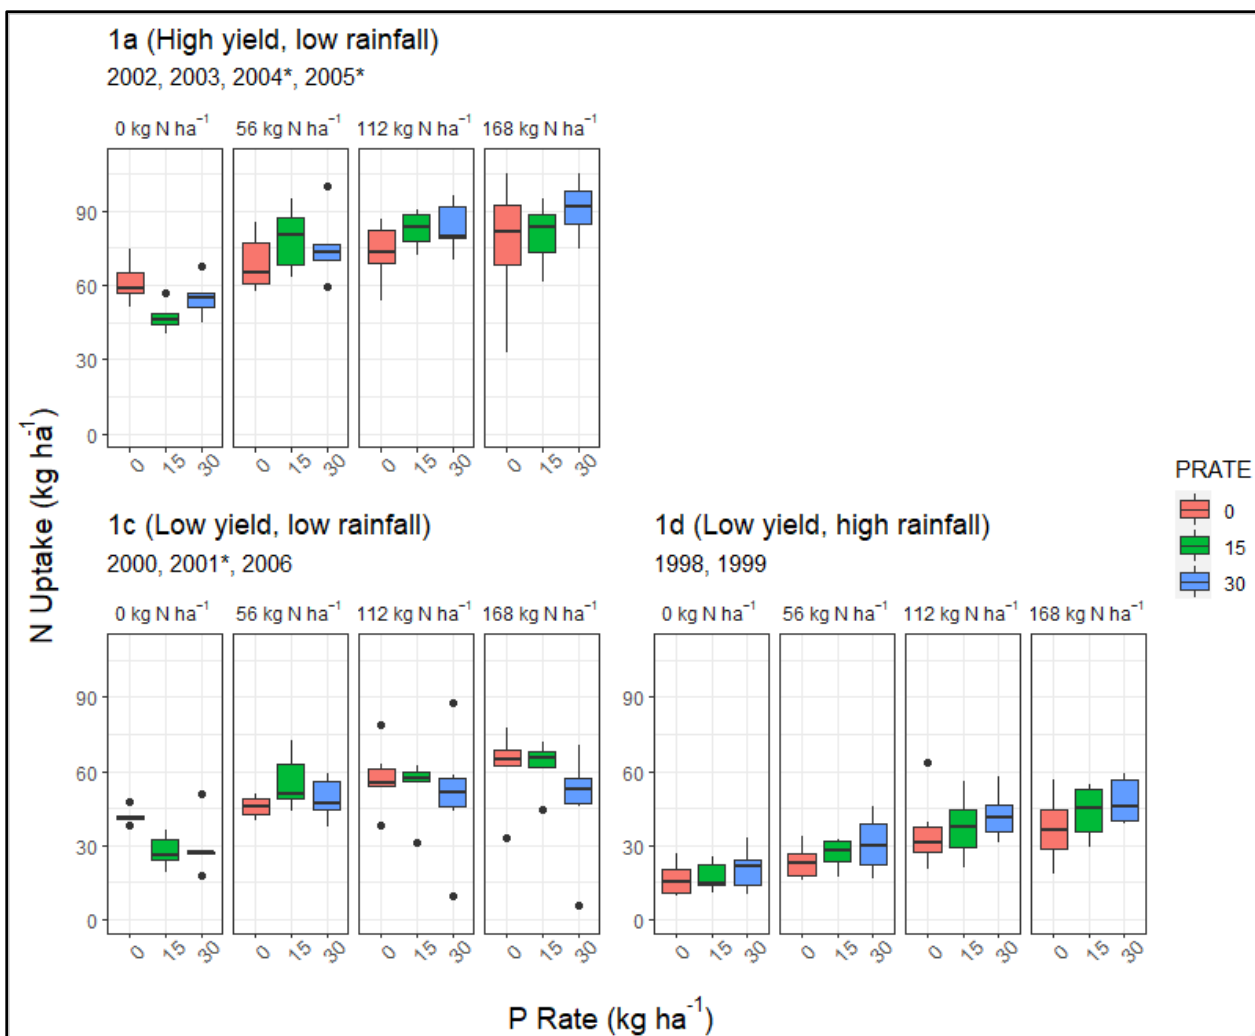 1a (High yield, low rainfall)
2002, 2003, 2004*, 2005*
0 kg N ha⁻¹ 56 kg N ha⁻¹ 112 kg N ha⁻¹ 168 kg N ha⁻¹
90
60
30
0
0 15 30 0 15 30 0 15 30 0 15 30
N Uptake (kg ha⁻¹)
1c (Low yield, low rainfall)
2000, 2001*, 2006
0 kg N ha⁻¹ 56 kg N ha⁻¹ 112 kg N ha⁻¹ 168 kg N ha⁻¹
90
60
30
0
0 15 30 0 15 30 0 15 30 0 15 30
1d (Low yield, high rainfall)
1998, 1999
0 kg N ha⁻¹ 56 kg N ha⁻¹ 112 kg N ha⁻¹ 168 kg N ha⁻¹
90
60
30
0
0 15 30 0 15 30 0 15 30 0 15 30
P Rate (kg ha⁻¹)
PRATE
0
15
30